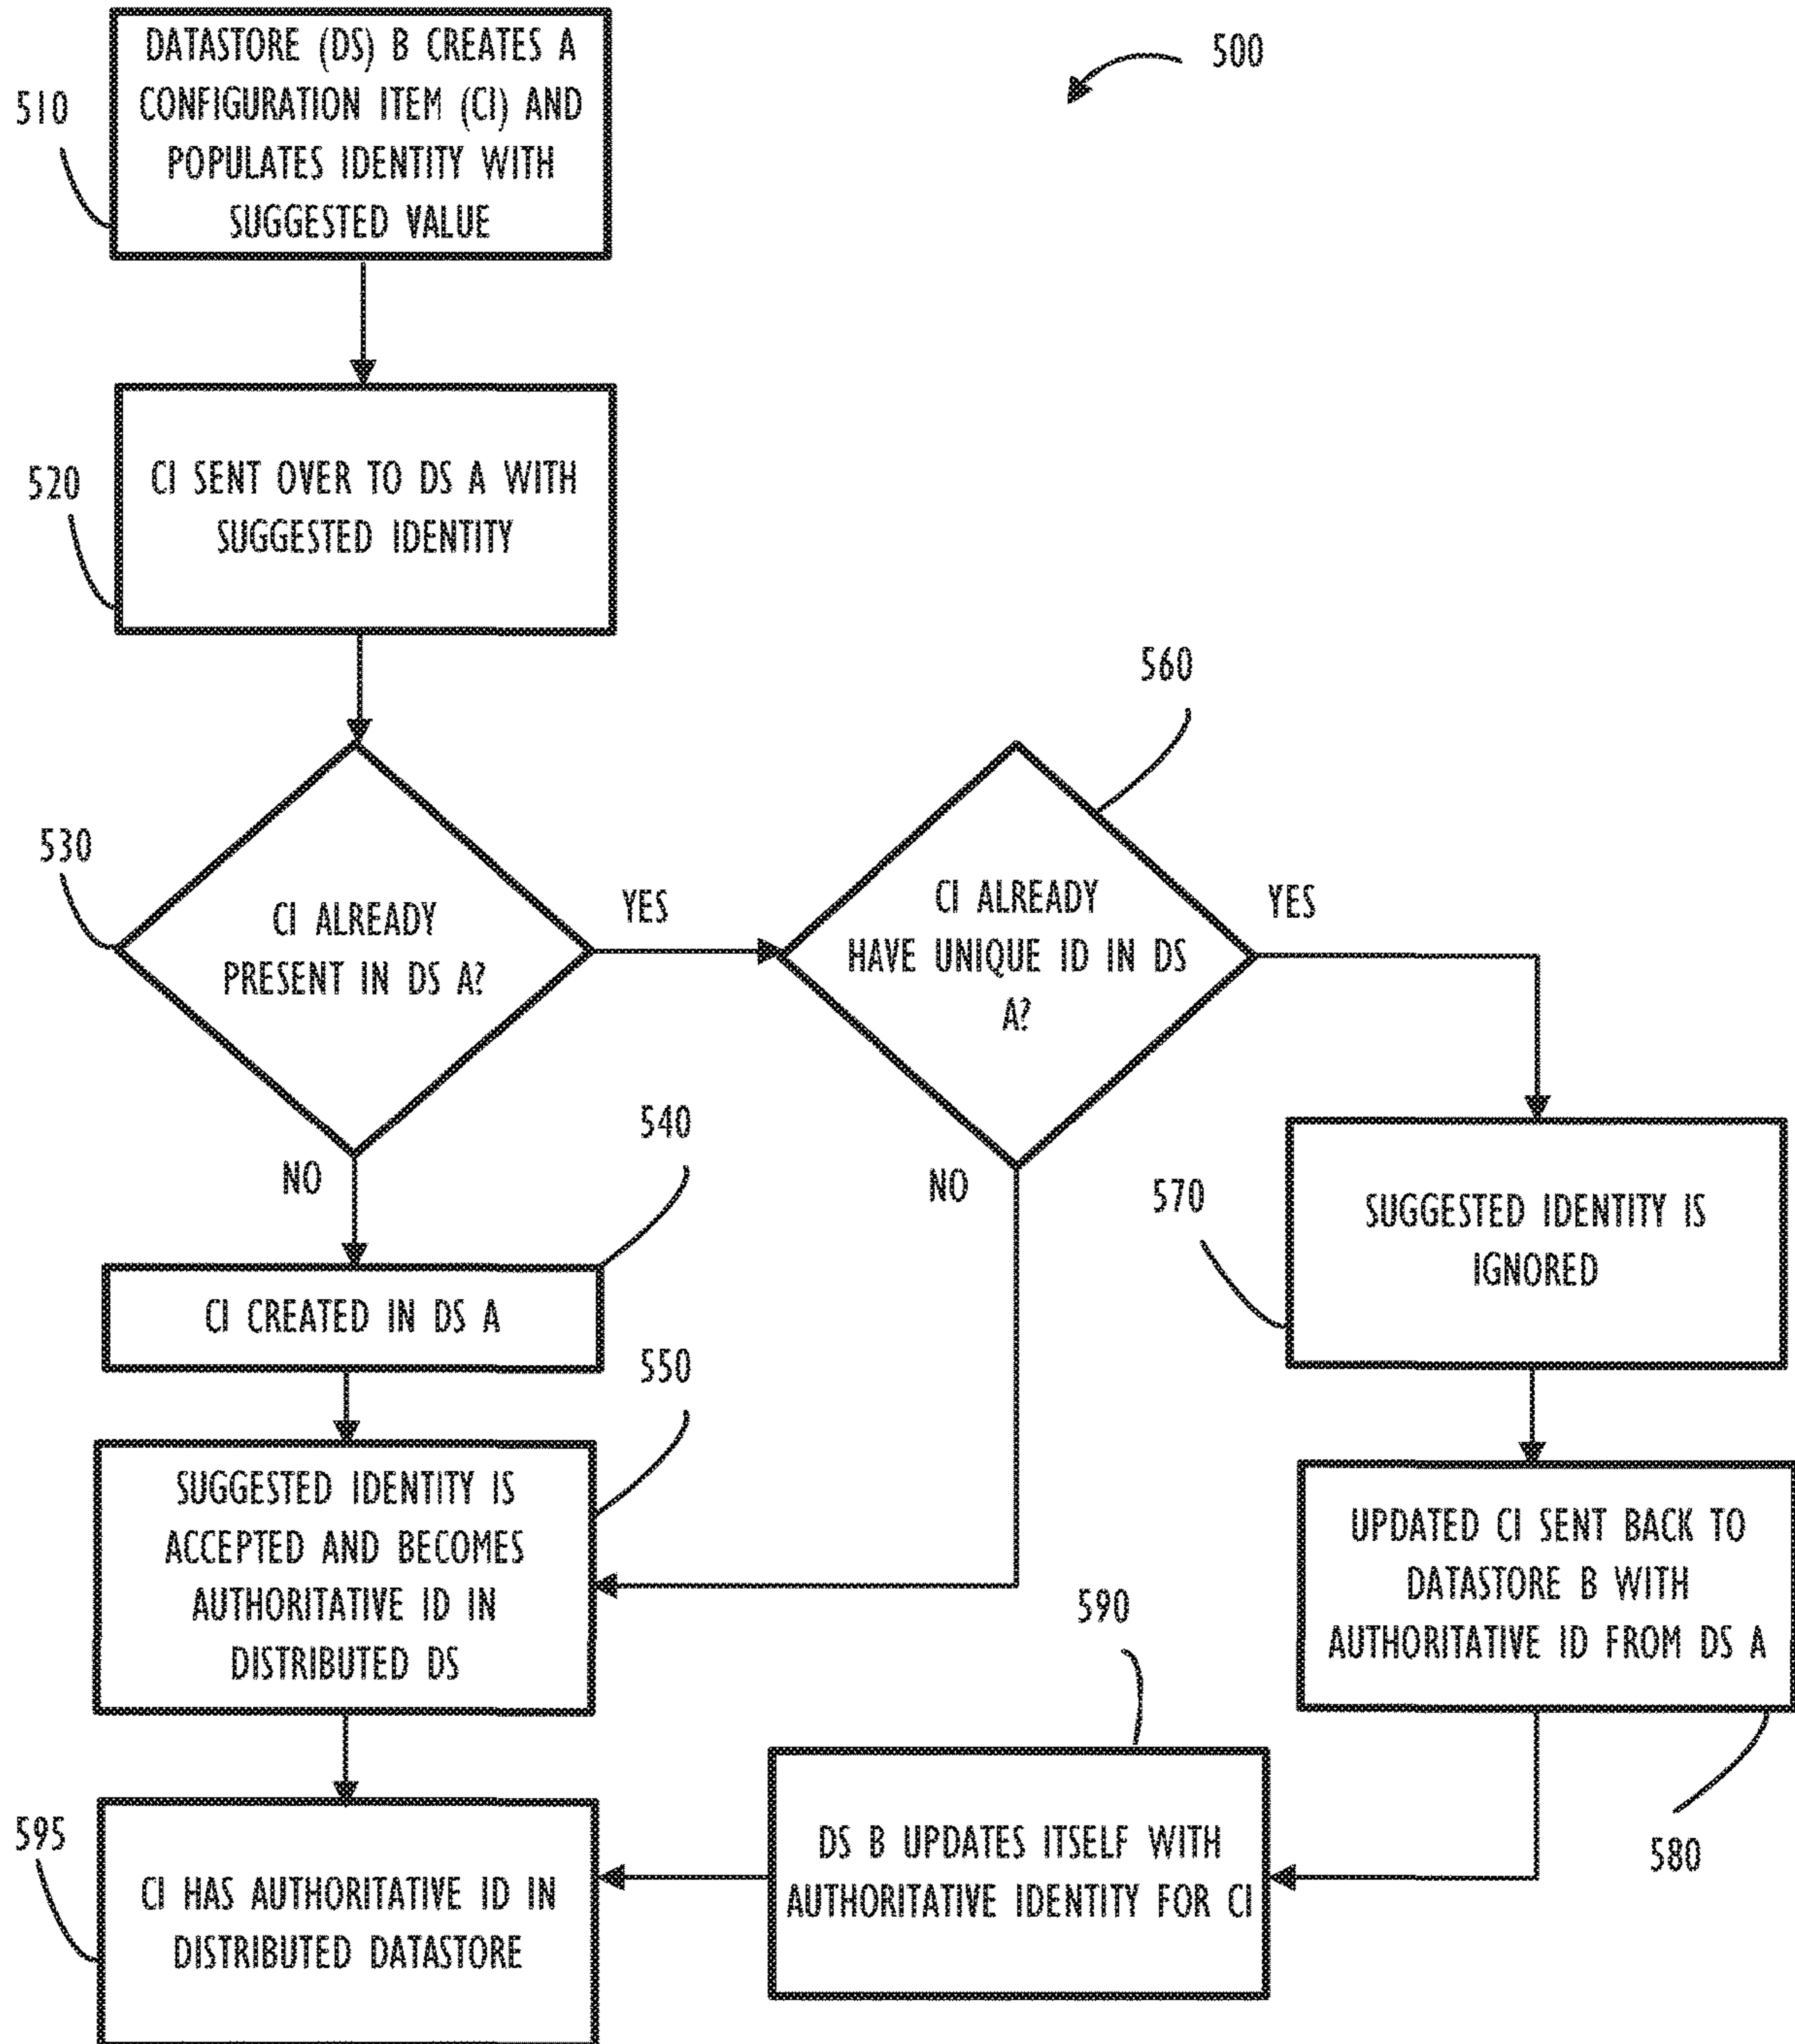 500
510
DATASTORE (DS) B CREATES A
CONFIGURATION ITEM (CI) AND
POPULATES IDENTITY WITH
SUGGESTED VALUE
520
CI SENT OVER TO DS A WITH
SUGGESTED IDENTITY
530
CI ALREADY
PRESENT IN DS A?
YES
NO
560
CI ALREADY
HAVE UNIQUE ID IN DS
A?
YES
NO
540
CI CREATED IN DS A
550
SUGGESTED IDENTITY IS
ACCEPTED AND BECOMES
AUTHORITATIVE ID IN
DISTRIBUTED DS
570
SUGGESTED IDENTITY IS
IGNORED
UPDATED CI SENT BACK TO
DATASTORE B WITH
AUTHORITATIVE ID FROM DS A
580
590
DS B UPDATES ITSELF WITH
AUTHORITATIVE IDENTITY FOR CI
595
CI HAS AUTHORITATIVE ID IN
DISTRIBUTED DATASTORE